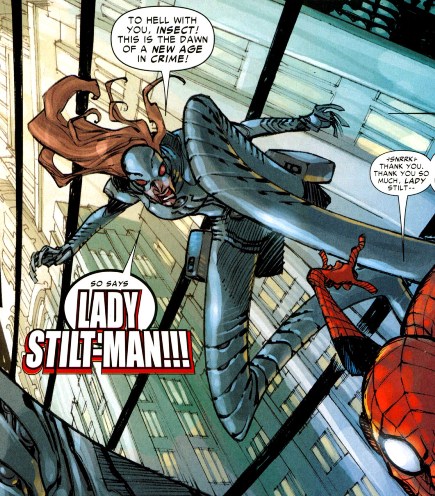 TO HELL WITH
YOU, INSECT!
THIS IS THE DAWN
OF A NEW AGE
IN CRIME!
<SNRRK>
THANK YOU.
THANK YOU SO
MUCH, LADY
STILT--
SO SAYS
LADY
STILT-MAN!!!